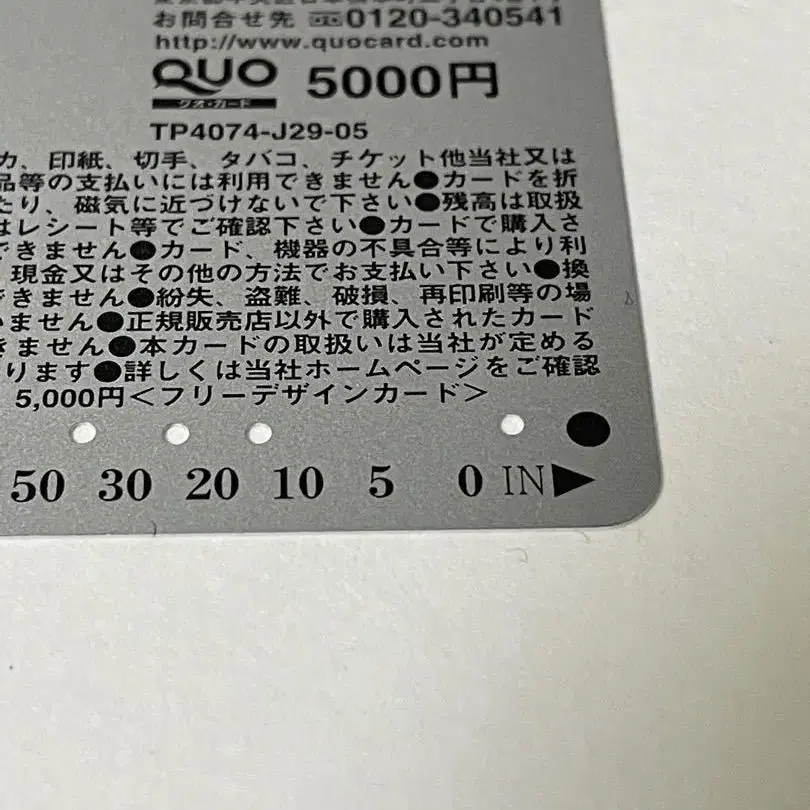 お問合せ先 0120-340541
http://www.quocard.com
QUO 5000円
クオ・カード
TP4074-J29-05
カ、印紙、切手、タバコ、チケット他当社又は
品等の支払いには利用できません●カードを折
たり、磁気に近づけないで下さい●残高は取扱
はレシート等でご確認下さい●カードで購入さ
できません●カード、機器の不具合等により利
現金又はその他の方法でお支払い下さい●換
できません●紛失、盗難、破損、再印刷等の場
いません●正規販売店以外で購入されたカード
きません●本カードの取扱いは当社が定める
ります●詳しくは当社ホームページをご確認
5,000円＜フリーデザインカード＞
50 30 20 10 5 0 IN▶